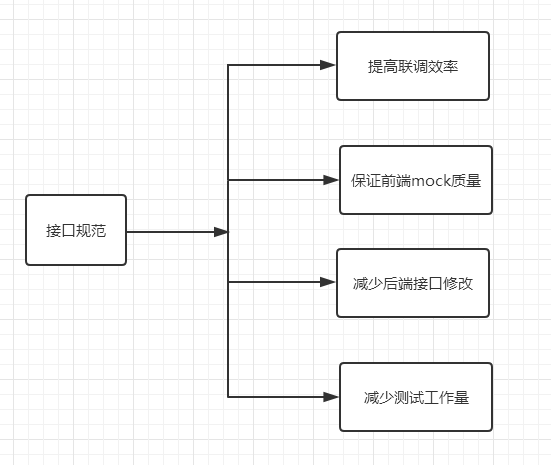 提高联调效率
保证前端mock质量
接口规范
减少后端接口修改
减少测试工作量